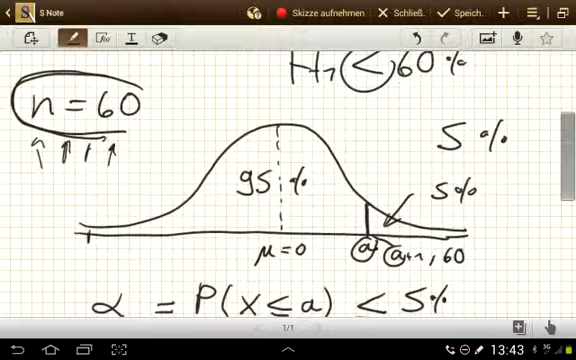 S Note
Skizze aufnehmen
Schließ.
Speich.
H₁ < 60 %
n = 60
5 %
95 %
5 %
μ = 0
a
a+1, 60
α = P(X ≤ a) < 5 %
1/1
3G
13:43